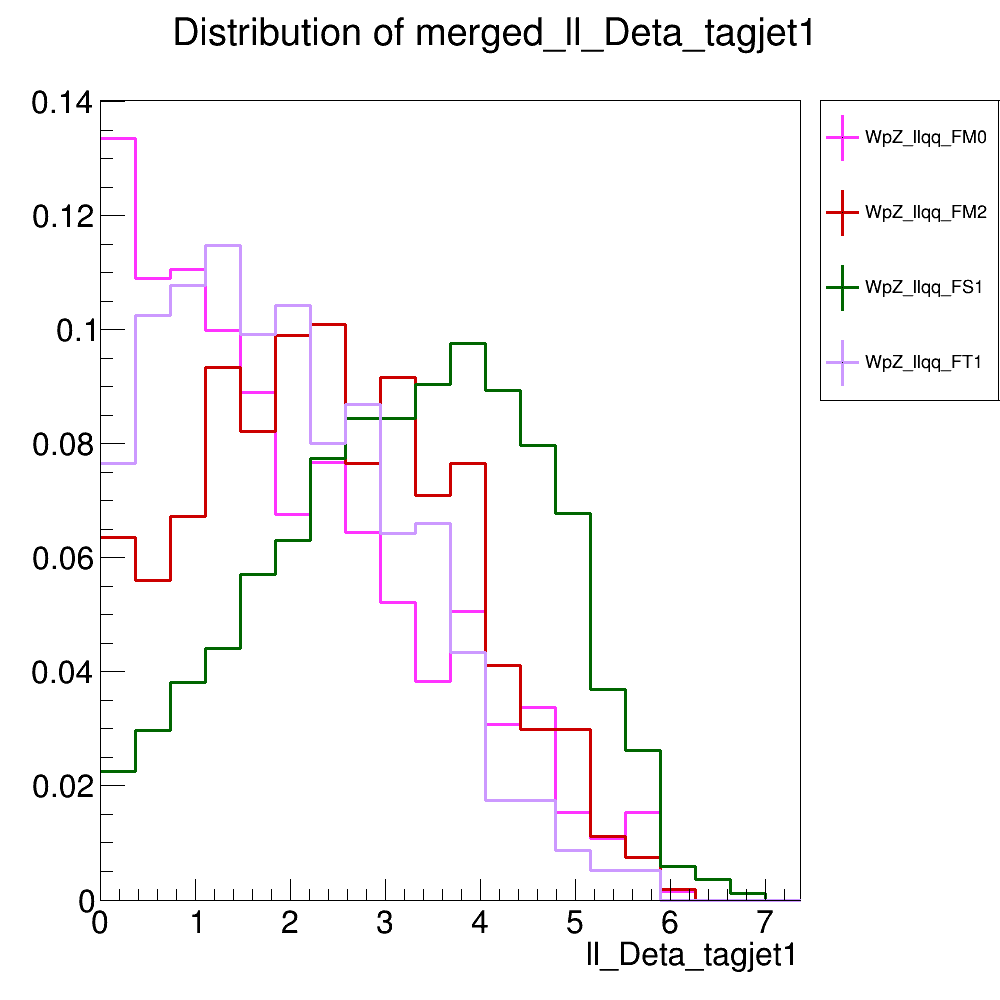 Distribution of merged_ll_Deta_tagjet1
0.14
0.12
0.1
0.08
0.06
0.04
0.02
0
0 1 2 3 4 5 6 7
ll_Deta_tagjet1
WpZ_llqq_FM0
WpZ_llqq_FM2
WpZ_llqq_FS1
WpZ_llqq_FT1